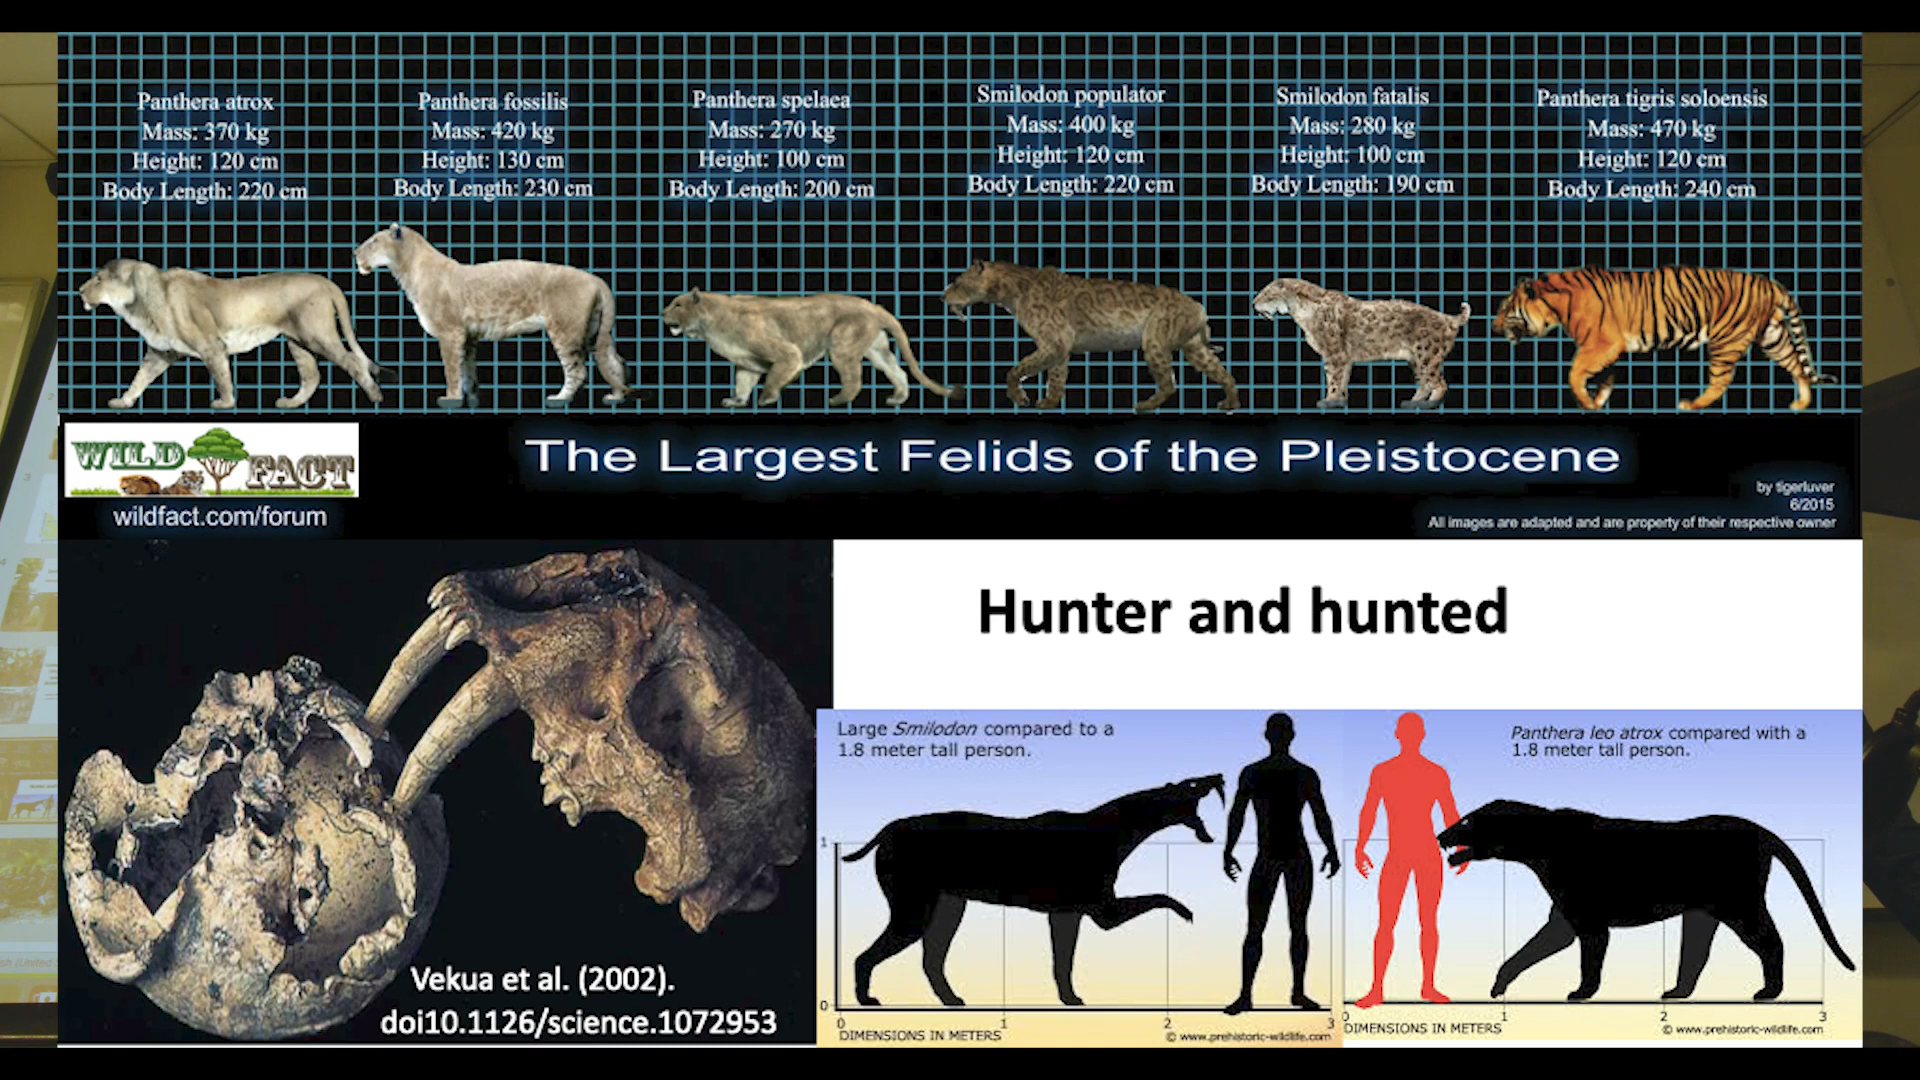 Panthera atrox
Mass: 370 kg
Height: 120 cm
Body Length: 220 cm
Panthera fossilis
Mass: 420 kg
Height: 130 cm
Body Length: 230 cm
Panthera spelaea
Mass: 270 kg
Height: 100 cm
Body Length: 200 cm
Smilodon populator
Mass: 400 kg
Height: 120 cm
Body Length: 220 cm
Smilodon fatalis
Mass: 280 kg
Height: 100 cm
Body Length: 190 cm
Panthera tigris soloensis
Mass: 470 kg
Height: 120 cm
Body Length: 240 cm
WILD FACT
wildfact.com/forum
The Largest Felids of the Pleistocene
by tigerluver
6/2015
All images are adapted and are property of their respective owner
Hunter and hunted
Vekua et al. (2002).
doi10.1126/science.1072953
Large Smilodon compared to a
1.8 meter tall person.
1
0
0 1 2 3
DIMENSIONS IN METERS
© www.prehistoric-wildlife.com
Panthera leo atrox compared with a
1.8 meter tall person.
0 1 2 3
DIMENSIONS IN METERS
© www.prehistoric-wildlife.com